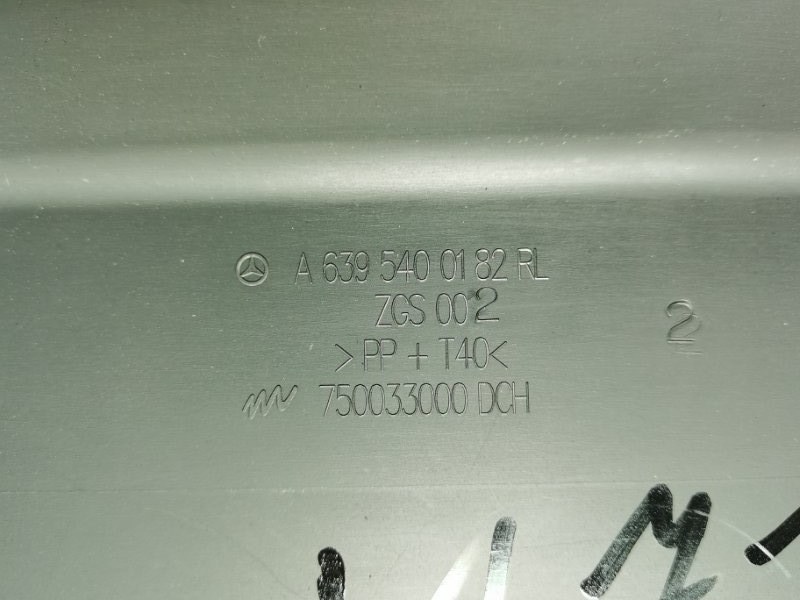 A 639 540 01 82 RL
ZGS 002
2
>PP + T40<
750033000 DCH